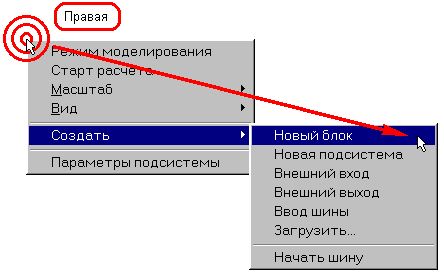 Правая
Режим моделирования
Старт расчета
Масштаб
Вид
Создать
Параметры подсистемы
Новый блок
Новая подсистема
Внешний вход
Внешний выход
Ввод шины
Загрузить...
Начать шину